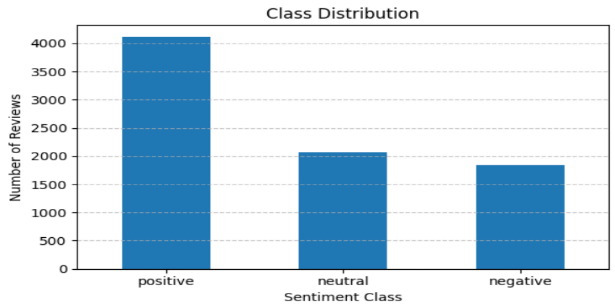 Class Distribution
Number of Reviews
4000
3500
3000
2500
2000
1500
1000
500
0
positive
neutral
negative
Sentiment Class